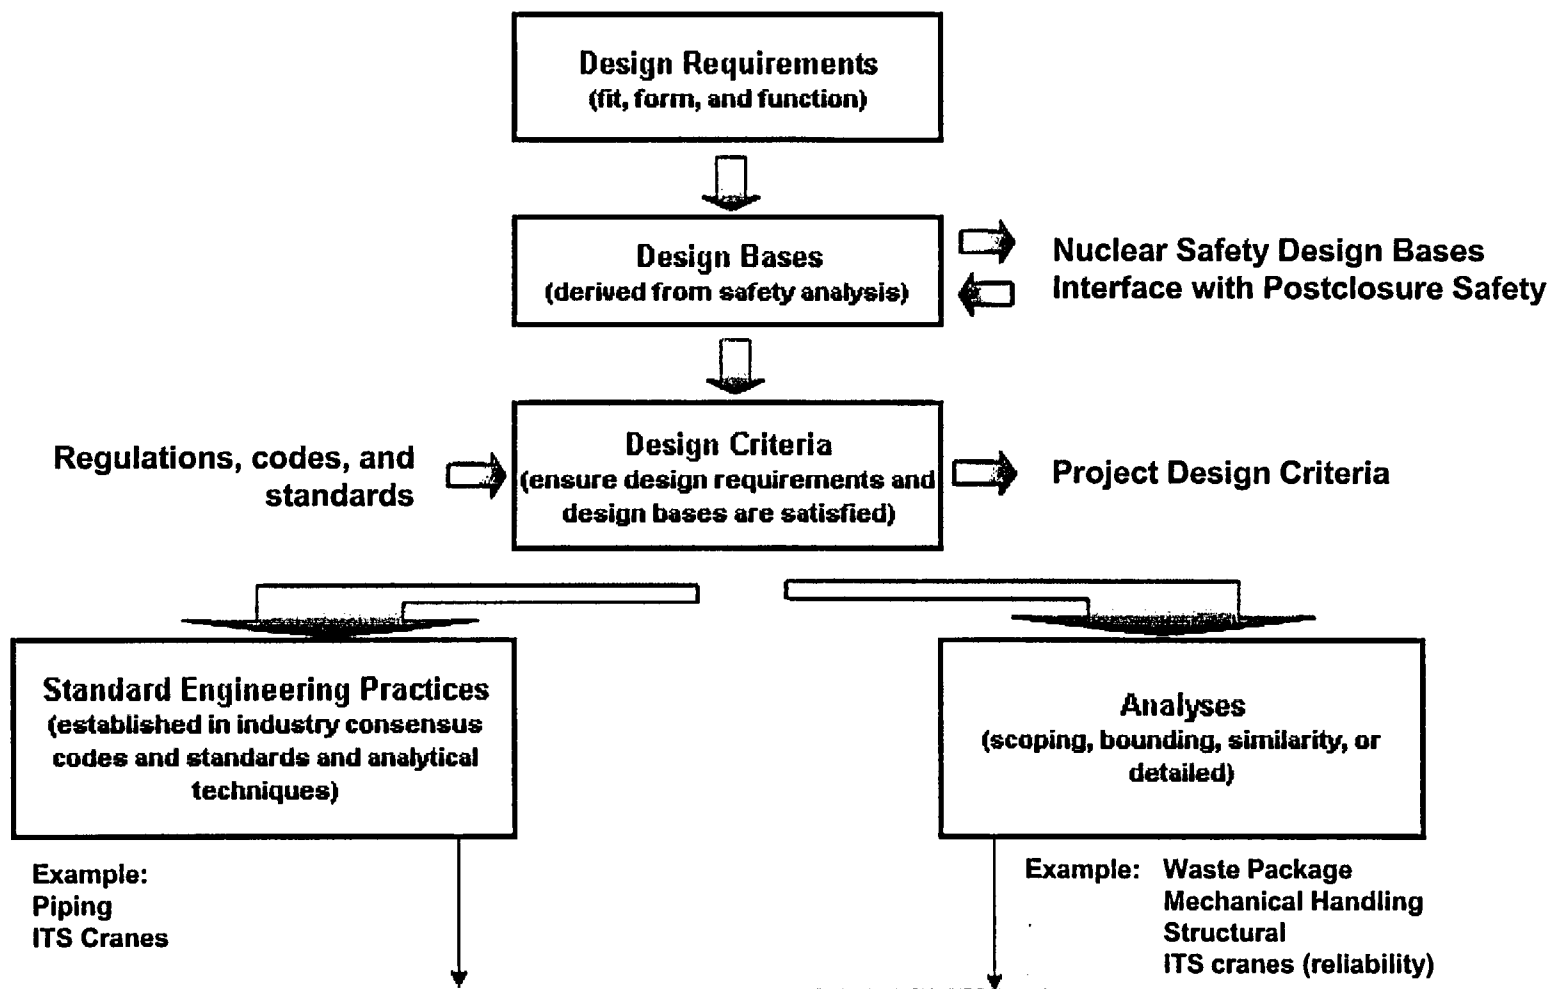 Design Requirements
(fit, form, and function)
Design Bases
(derived from safety analysis)
Nuclear Safety Design Bases
Interface with Postclosure Safety
Regulations, codes, and
standards
Design Criteria
(ensure design requirements and
design bases are satisfied)
Project Design Criteria
Standard Engineering Practices
(established in industry consensus
codes and standards and analytical
techniques)
Analyses
(scoping, bounding, similarity, or
detailed)
Example:
Piping
ITS Cranes
Example: Waste Package
Mechanical Handling
Structural
ITS cranes (reliability)